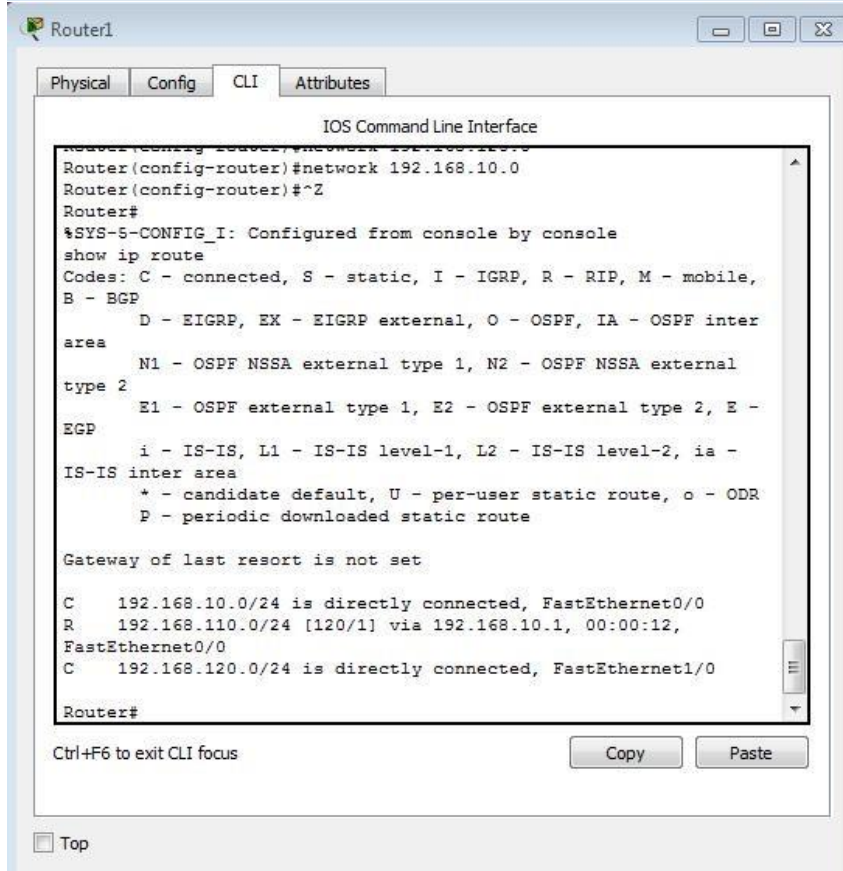 Router1
Physical Config CLI Attributes
IOS Command Line Interface
Router(config-router)#network 192.168.120.0
Router(config-router)#network 192.168.10.0
Router(config-router)#^Z
Router#
%SYS-5-CONFIG_I: Configured from console by console
show ip route
Codes: C - connected, S - static, I - IGRP, R - RIP, M - mobile,
B - BGP
D - EIGRP, EX - EIGRP external, O - OSPF, IA - OSPF inter
area
N1 - OSPF NSSA external type 1, N2 - OSPF NSSA external
type 2
E1 - OSPF external type 1, E2 - OSPF external type 2, E -
EGP
i - IS-IS, L1 - IS-IS level-1, L2 - IS-IS level-2, ia -
IS-IS inter area
* - candidate default, U - per-user static route, o - ODR
P - periodic downloaded static route
Gateway of last resort is not set
C 192.168.10.0/24 is directly connected, FastEthernet0/0
R 192.168.110.0/24 [120/1] via 192.168.10.1, 00:00:12,
FastEthernet0/0
C 192.168.120.0/24 is directly connected, FastEthernet1/0
Router#
Ctrl+F6 to exit CLI focus
Copy Paste
Top